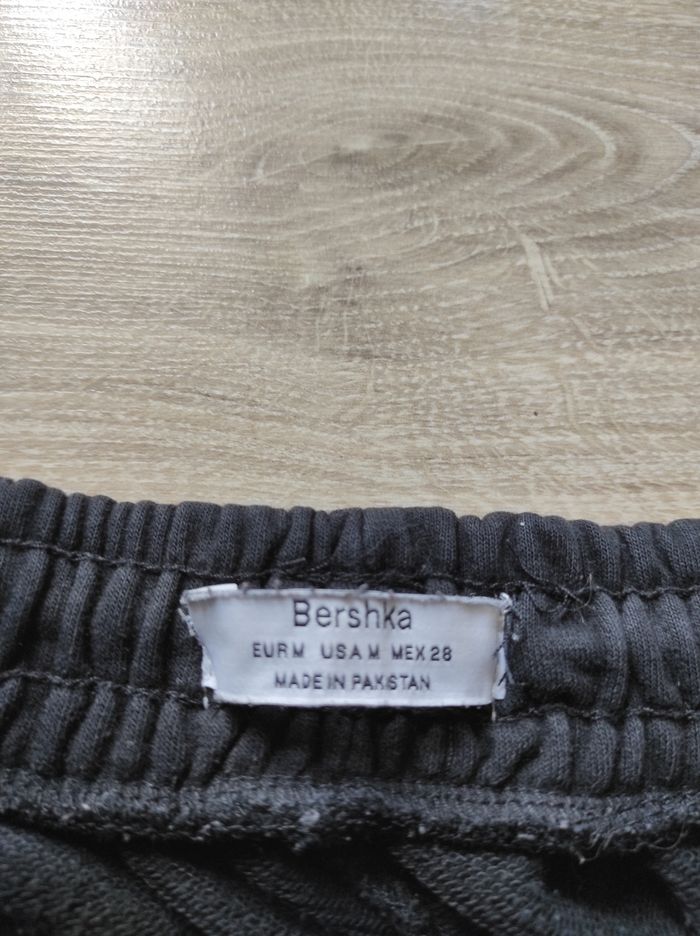 Bershka
EUR M USA M MEX 28
MADE IN PAKISTAN